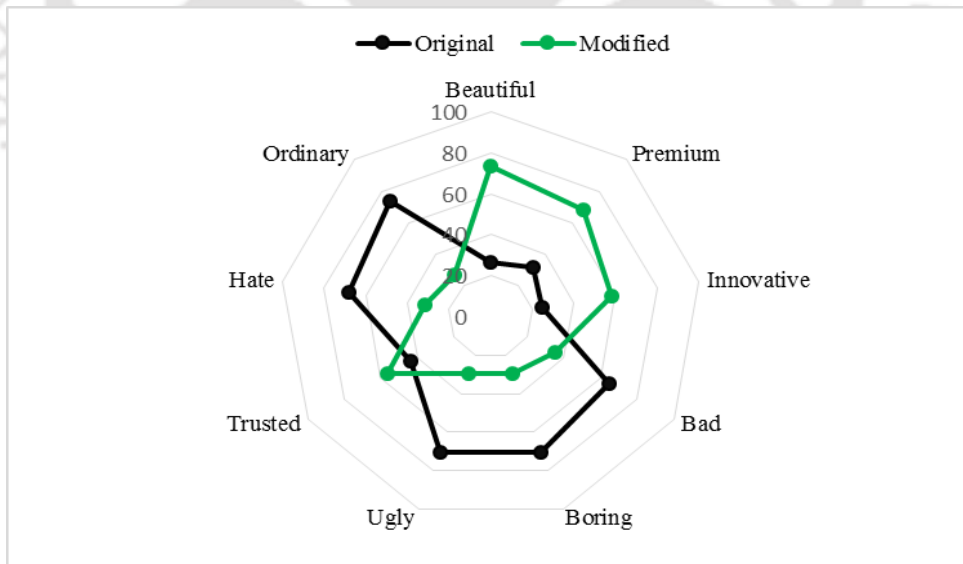 Original Modified
Beautiful
100
Ordinary 80 Premium
60
40
Hate 20 Innovative
0
Trusted Bad
Ugly Boring